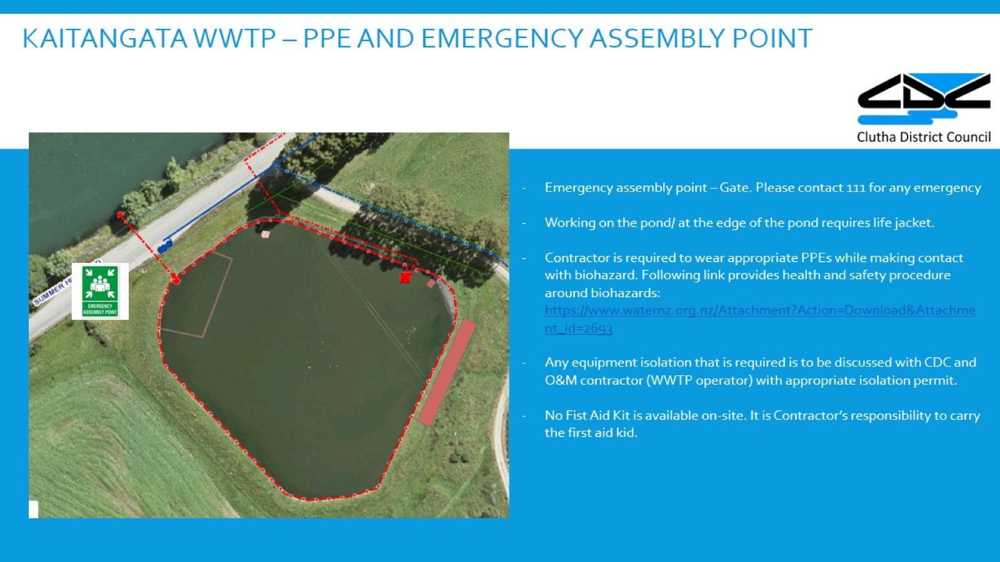 KAITANGATA WWTP – PPE AND EMERGENCY ASSEMBLY POINT
CDC
Clutha District Council
SUMMER
EMERGENCY
ASSEMBLY POINT
- Emergency assembly point – Gate. Please contact 111 for any emergency
- Working on the pond/ at the edge of the pond requires life jacket.
- Contractor is required to wear appropriate PPEs while making contact
with biohazard. Following link provides health and safety procedure
around biohazards:
https://www.waternz.org.nz/Attachment?Action=Download&Attachme
nt_id=2693
- Any equipment isolation that is required is to be discussed with CDC and
O&M contractor (WWTP operator) with appropriate isolation permit.
- No Fist Aid Kit is available on-site. It is Contractor’s responsibility to carry
the first aid kid.